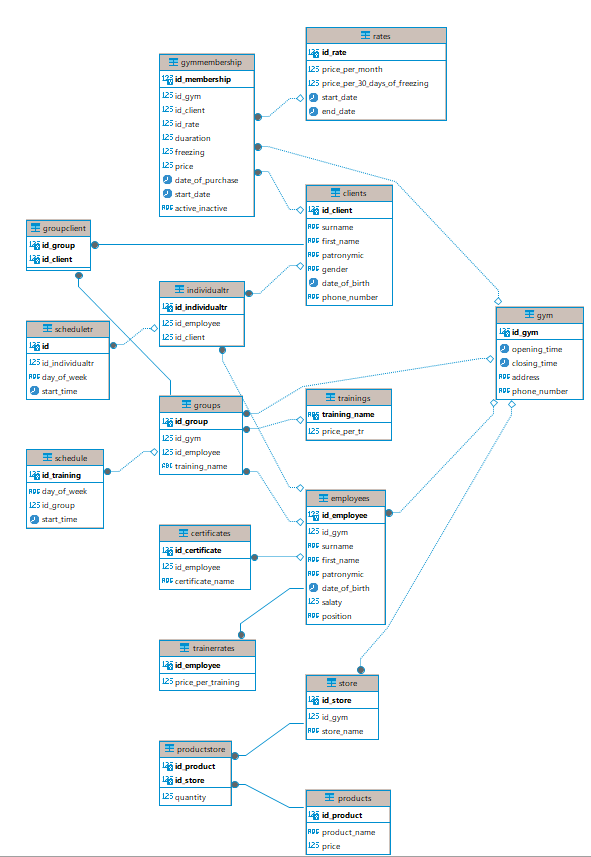 rates
id_rate
price_per_month
price_per_30_days_of_freezing
start_date
end_date
gymmembership
id_membership
id_gym
id_client
id_rate
duaration
freezing
price
date_of_purchase
start_date
active_inactive
clients
id_client
surname
first_name
patronymic
gender
date_of_birth
phone_number
groupclient
id_group
id_client
individualtr
id_individualtr
id_employee
id_client
gym
id_gym
opening_time
closing_time
address
phone_number
scheduletr
id
id_individualtr
day_of_week
start_time
trainings
training_name
price_per_tr
groups
id_group
id_gym
id_employee
training_name
schedule
id_training
day_of_week
id_group
start_time
employees
id_employee
id_gym
surname
first_name
patronymic
date_of_birth
salaty
position
certificates
id_certificate
id_employee
certificate_name
trainerrates
id_employee
price_per_training
store
id_store
id_gym
store_name
productstore
id_product
id_store
quantity
products
id_product
product_name
price